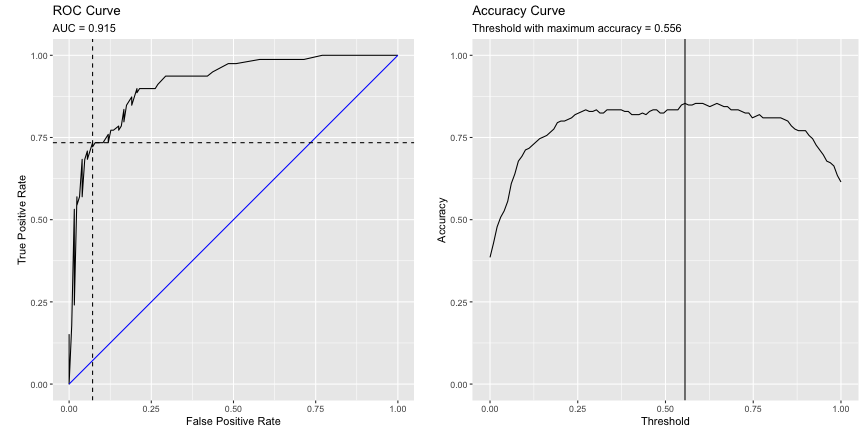 ROC Curve
AUC = 0.915
1.00
0.75
0.50
0.25
0.00
True Positive Rate
0.00 0.25 0.50 0.75 1.00
False Positive Rate
Accuracy Curve
Threshold with maximum accuracy = 0.556
1.00
0.75
0.50
0.25
0.00
Accuracy
0.00 0.25 0.50 0.75 1.00
Threshold